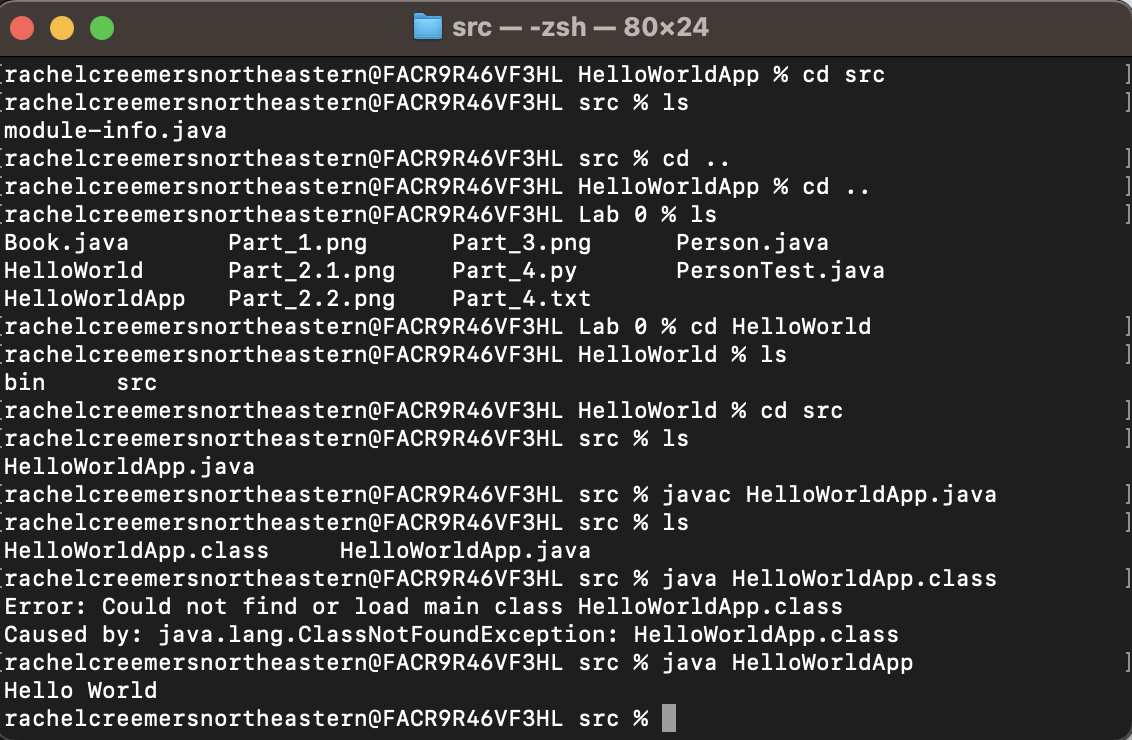 src — -zsh — 80×24
[rachelcreemersnortheastern@FACR9R46VF3HL HelloWorldApp % cd src ]
[rachelcreemersnortheastern@FACR9R46VF3HL src % ls ]
module-info.java
[rachelcreemersnortheastern@FACR9R46VF3HL src % cd .. ]
[rachelcreemersnortheastern@FACR9R46VF3HL HelloWorldApp % cd .. ]
[rachelcreemersnortheastern@FACR9R46VF3HL Lab 0 % ls ]
Book.java Part_1.png Part_3.png Person.java
HelloWorld Part_2.1.png Part_4.py PersonTest.java
HelloWorldApp Part_2.2.png Part_4.txt
[rachelcreemersnortheastern@FACR9R46VF3HL Lab 0 % cd HelloWorld ]
[rachelcreemersnortheastern@FACR9R46VF3HL HelloWorld % ls ]
bin src
[rachelcreemersnortheastern@FACR9R46VF3HL HelloWorld % cd src ]
[rachelcreemersnortheastern@FACR9R46VF3HL src % ls ]
HelloWorldApp.java
[rachelcreemersnortheastern@FACR9R46VF3HL src % javac HelloWorldApp.java ]
[rachelcreemersnortheastern@FACR9R46VF3HL src % ls ]
HelloWorldApp.class HelloWorldApp.java
[rachelcreemersnortheastern@FACR9R46VF3HL src % java HelloWorldApp.class ]
Error: Could not find or load main class HelloWorldApp.class
Caused by: java.lang.ClassNotFoundException: HelloWorldApp.class
[rachelcreemersnortheastern@FACR9R46VF3HL src % java HelloWorldApp ]
Hello World
rachelcreemersnortheastern@FACR9R46VF3HL src %